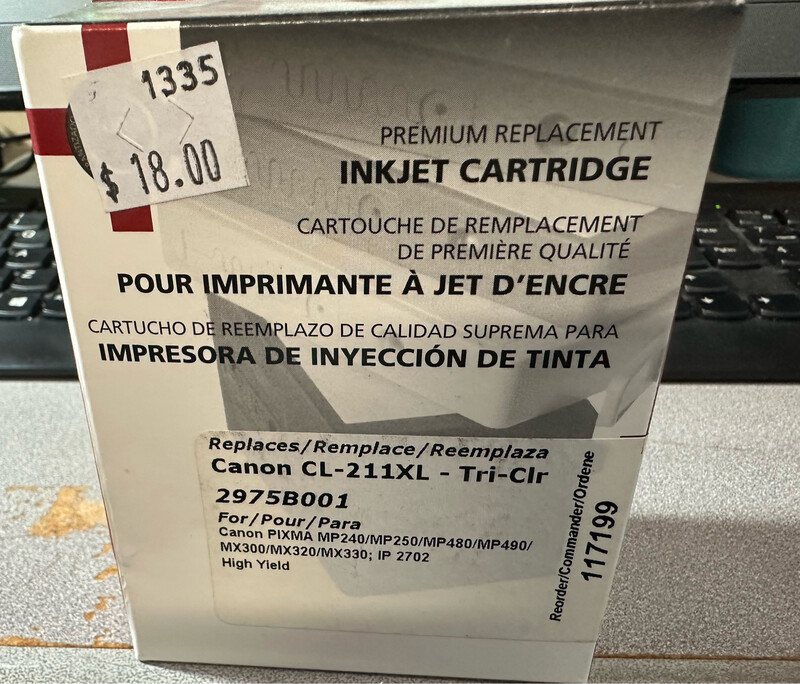 1335
$ 18.00
PREMIUM REPLACEMENT
INKJET CARTRIDGE
CARTOUCHE DE REMPLACEMENT
DE PREMIÈRE QUALITÉ
POUR IMPRIMANTE À JET D'ENCRE
CARTUCHO DE REEMPLAZO DE CALIDAD SUPREMA PARA
IMPRESORA DE INYECCIÓN DE TINTA
Replaces/Remplace/Reemplaza
Canon CL-211XL - Tri-Clr
2975B001
For/Pour/Para
Canon PIXMA MP240/MP250/MP480/MP490/
MX300/MX320/MX330; IP 2702
High Yield
Reorder/Commander/Ordene
117199